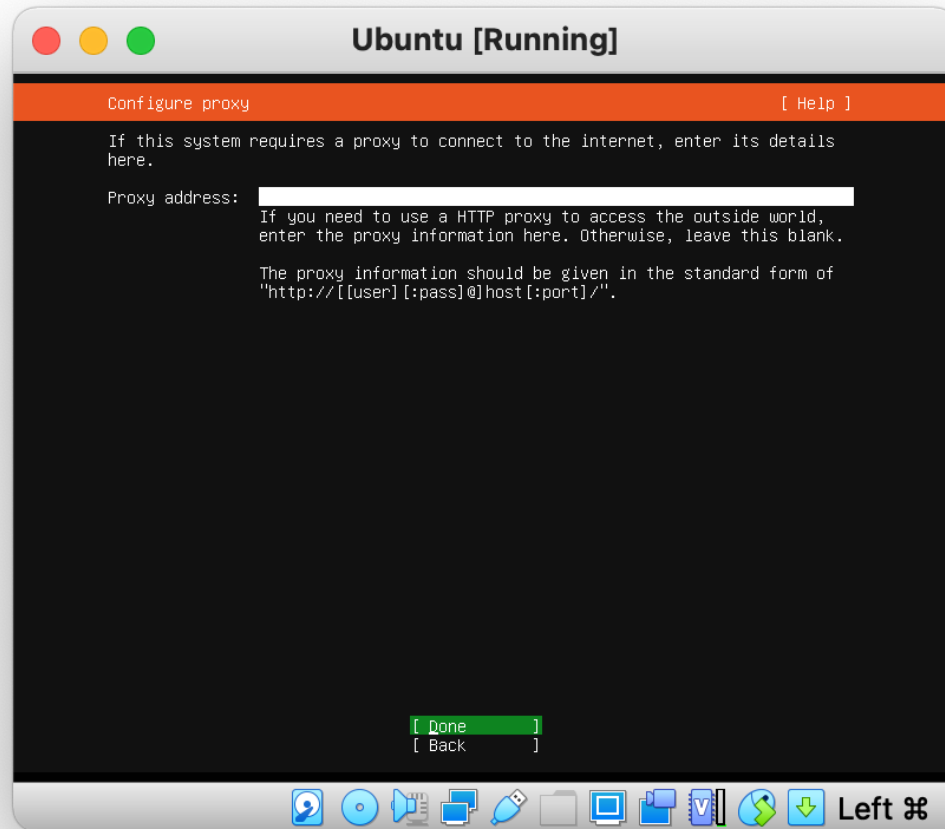 Ubuntu [Running]
Configure proxy [ Help ]
If this system requires a proxy to connect to the internet, enter its details
here.
Proxy address:
If you need to use a HTTP proxy to access the outside world,
enter the proxy information here. Otherwise, leave this blank.
The proxy information should be given in the standard form of
"http://[[user][:pass]@]host[:port]/".
[ Done ]
[ Back ]
V
Left ⌘